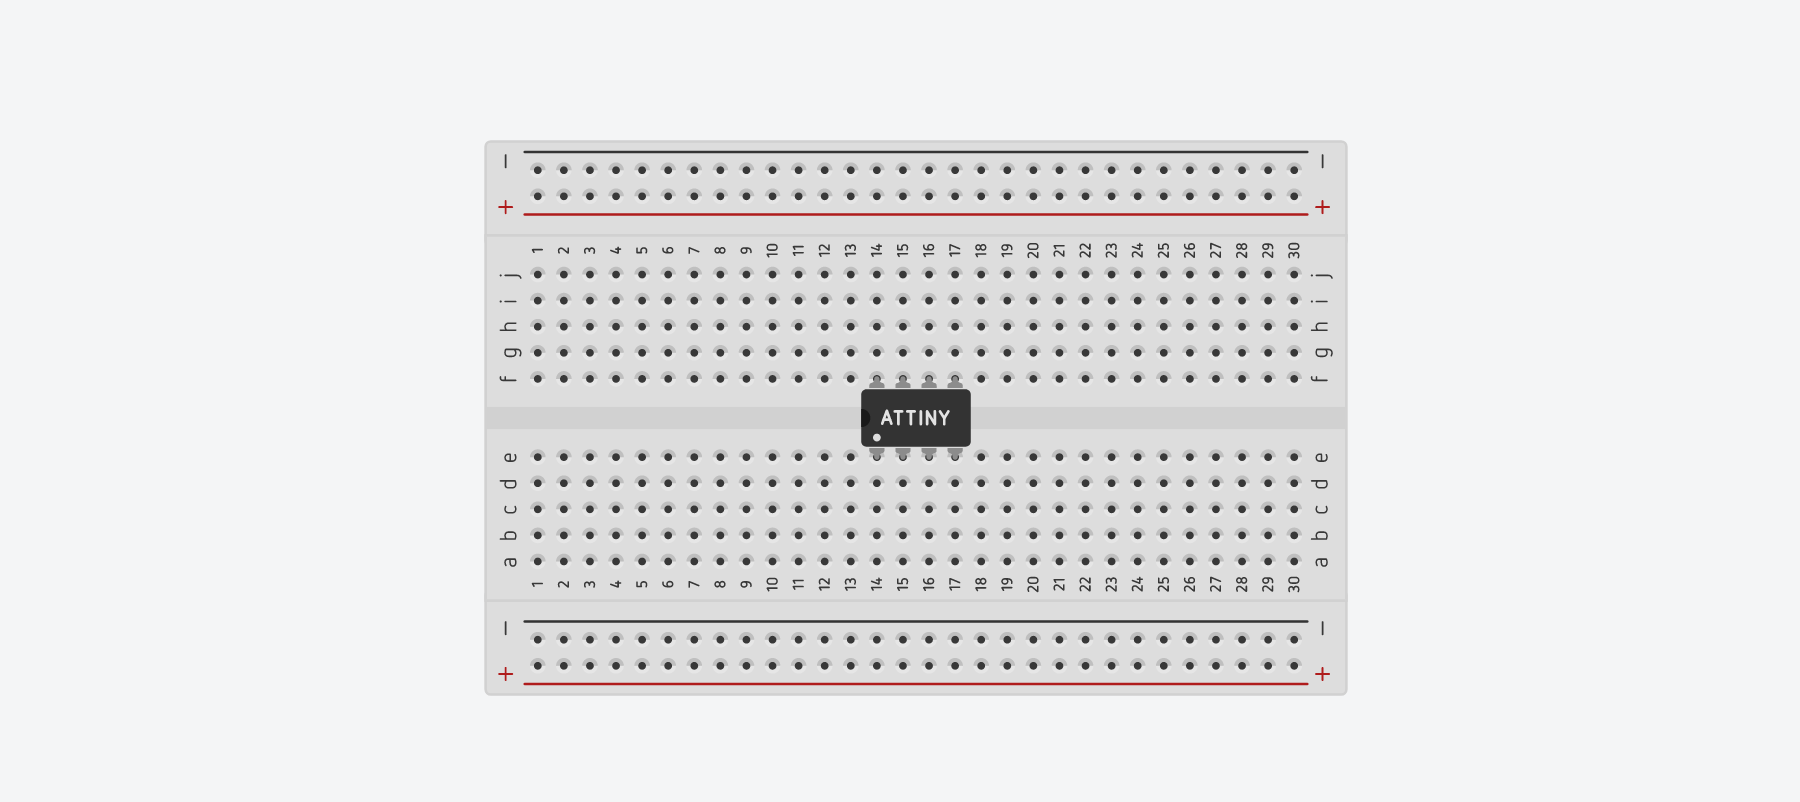 – –
+ +
1 2 3 4 5 6 7 8 9 10 11 12 13 14 15 16 17 18 19 20 21 22 23 24 25 26 27 28 29 30
j j
i i
h h
g g
f f
ATTINY
e e
d d
c c
b b
a a
1 2 3 4 5 6 7 8 9 10 11 12 13 14 15 16 17 18 19 20 21 22 23 24 25 26 27 28 29 30
– –
+ +